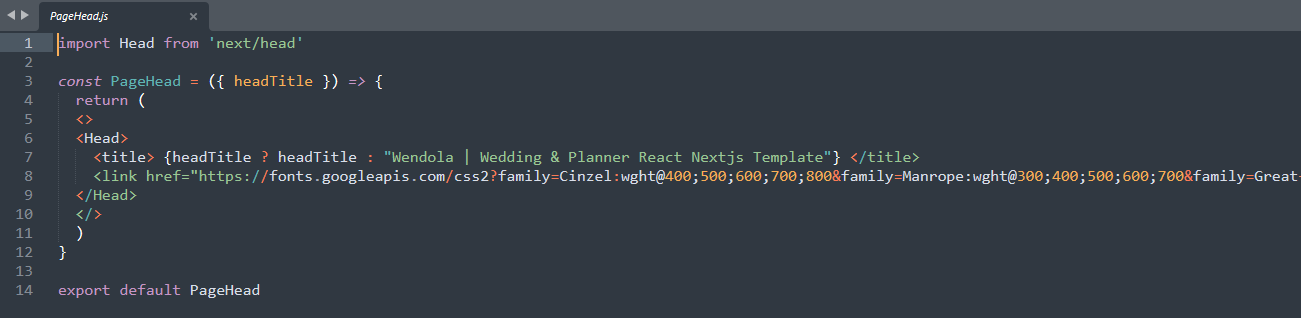 PageHead.js ×
1 import Head from 'next/head'
2
3 const PageHead = ({ headTitle }) => {
4   return (
5   <>
6   <Head>
7     <title> {headTitle ? headTitle : "Wendola | Wedding & Planner React Nextjs Template"} </title>
8     <link href="https://fonts.googleapis.com/css2?family=Cinzel:wght@400;500;600;700;800&family=Manrope:wght@300;400;500;600;700&family=Great
9   </Head>
10   </>
11   )
12 }
13
14 export default PageHead